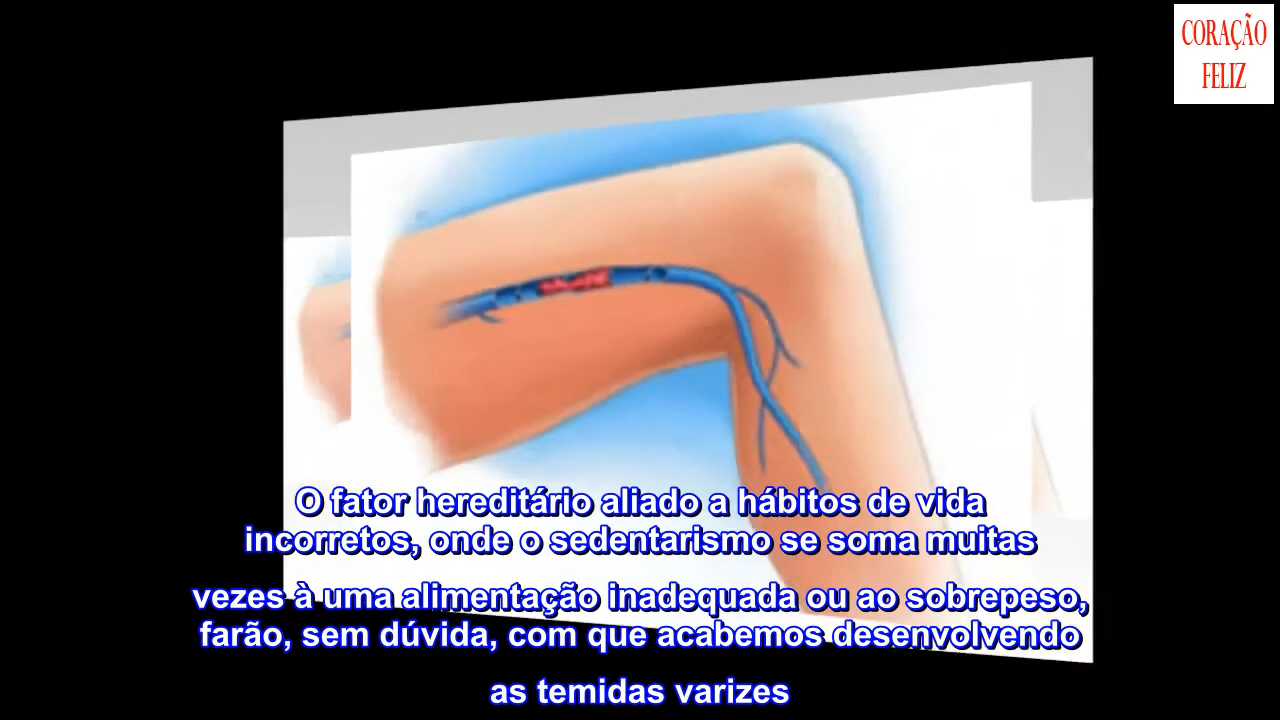 CORAÇÃO
FELIZ
O fator hereditário aliado a hábitos de vida
incorretos, onde o sedentarismo se soma muitas
vezes à uma alimentação inadequada ou ao sobrepeso,
farão, sem dúvida, com que acabemos desenvolvendo
as temidas varizes